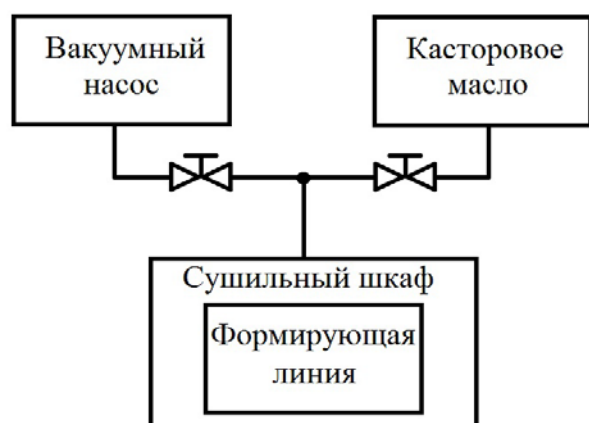 Вакуумный
насос
Касторовое
масло
Сушильный шкаф
Формирующая
линия